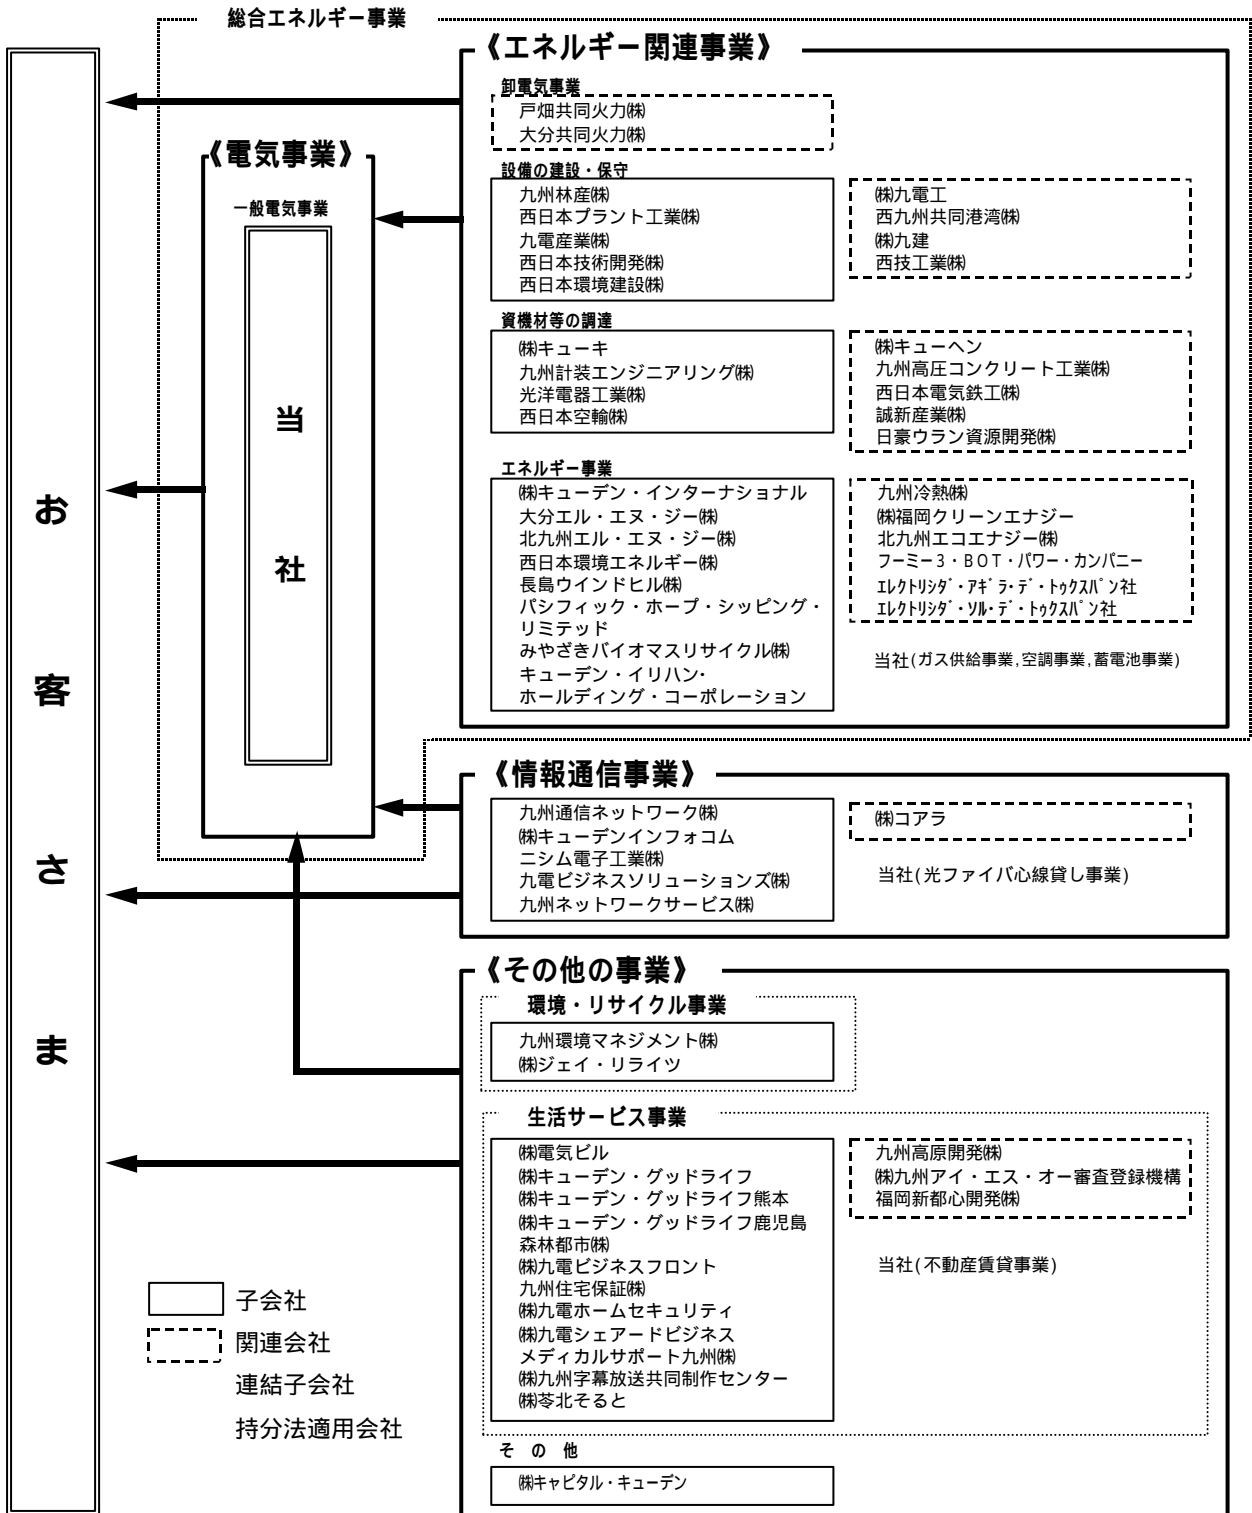 総合エネルギー事業
《エネルギー関連事業》
卸電気事業
戸畑共同火力㈱
大分共同火力㈱
《電気事業》
一般電気事業
当
社
設備の建設・保守
九州林産㈱
西日本プラント工業㈱
九電産業㈱
西日本技術開発㈱
西日本環境建設㈱
㈱九電工
西九州共同港湾㈱
㈱九建
西技工業㈱
資機材等の調達
㈱キューキ
九州計装エンジニアリング㈱
光洋電器工業㈱
西日本空輸㈱
㈱キューヘン
九州高圧コンクリート工業㈱
西日本電気鉄工㈱
誠新産業㈱
日豪ウラン資源開発㈱
エネルギー事業
㈱キューデン・インターナショナル
大分エル・エヌ・ジー㈱
北九州エル・エヌ・ジー㈱
西日本環境エネルギー㈱
長島ウインドヒル㈱
パシフィック・ホープ・シッピング・
リミテッド
みやざきバイオマスリサイクル㈱
キューデン・イリハン・
ホールディング・コーポレーション
九州冷熱㈱
㈱福岡クリーンエナジー
北九州エコエナジー㈱
フーミー3・BOT・パワー・カンパニー
ｴﾚｸﾄﾘｼﾀﾞ・ｱｷﾞﾗ・ﾃﾞ・ﾄｩｸｽﾊﾟﾝ社
ｴﾚｸﾄﾘｼﾀﾞ・ｿﾙ・ﾃﾞ・ﾄｩｸｽﾊﾟﾝ社
当社(ガス供給事業,空調事業,蓄電池事業)
お
客
さ
ま
《情報通信事業》
九州通信ネットワーク㈱
㈱キューデンインフォコム
ニシム電子工業㈱
九電ビジネスソリューションズ㈱
九州ネットワークサービス㈱
㈱コアラ
当社(光ファイバ心線貸し事業)
《その他の事業》
環境・リサイクル事業
九州環境マネジメント㈱
㈱ジェイ・リライツ
生活サービス事業
㈱電気ビル
㈱キューデン・グッドライフ
㈱キューデン・グッドライフ熊本
㈱キューデン・グッドライフ鹿児島
森林都市㈱
㈱九電ビジネスフロント
九州住宅保証㈱
㈱九電ホームセキュリティ
㈱九電シェアードビジネス
メディカルサポート九州㈱
㈱九州字幕放送共同制作センター
㈱苓北そると
九州高原開発㈱
㈱九州アイ・エス・オー審査登録機構
福岡新都心開発㈱
当社(不動産賃貸事業)
その他
㈱キャピタル・キューデン
子会社
関連会社
連結子会社
持分法適用会社